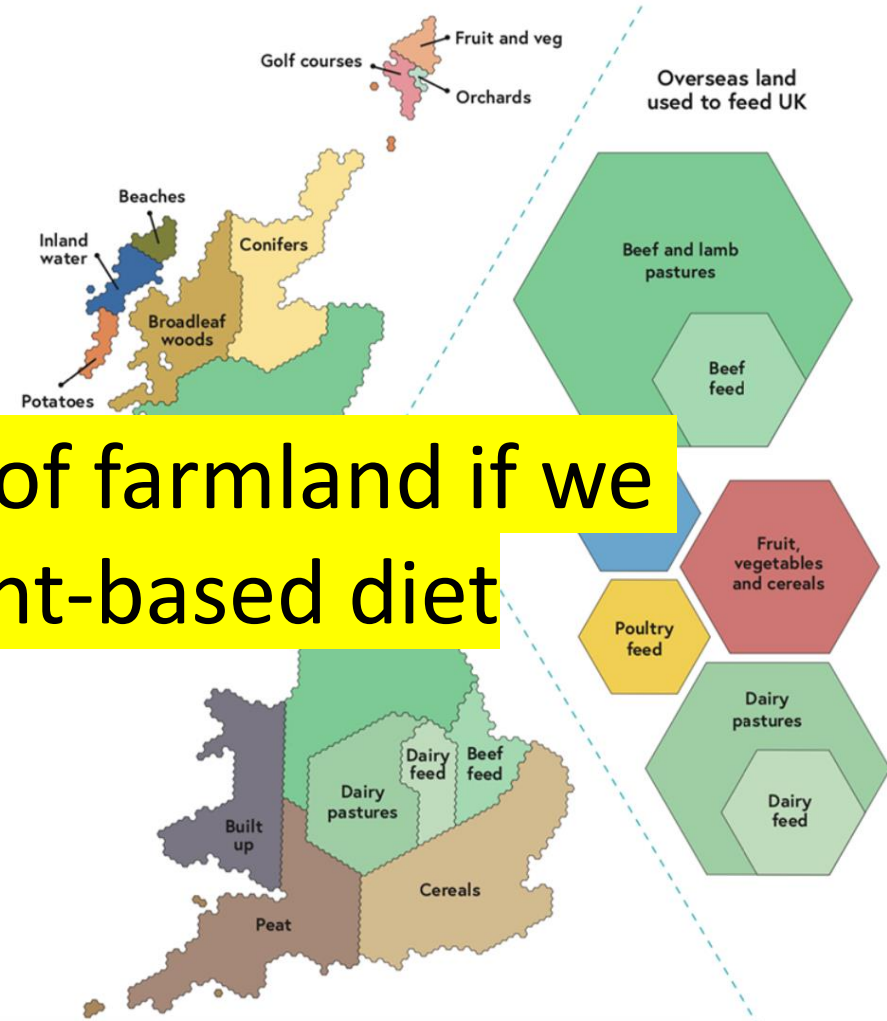 Fruit and veg
Golf courses
Orchards
Overseas land
used to feed UK
Beaches
Inland
water
Conifers
Broadleaf
woods
Potatoes
Beef and lamb
pastures
Beef
feed
of farmland if we
nt-based diet
Fruit,
vegetables
and cereals
Poultry
feed
Dairy
pastures
Dairy
feed
Dairy
feed
Beef
feed
Dairy
pastures
Built
up
Cereals
Peat